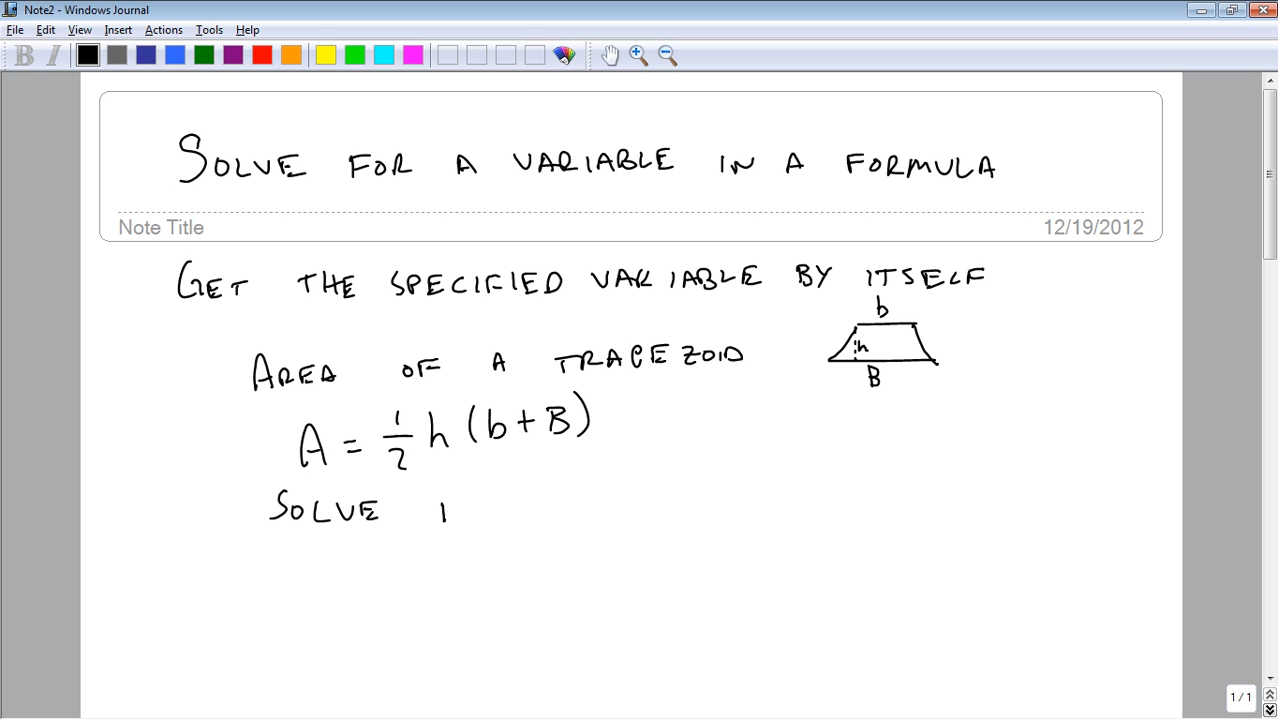 Note2 - Windows Journal
File Edit View Insert Actions Tools Help
B I
SOLVE FOR A VARIABLE IN A FORMULA
Note Title 12/19/2012
GET THE SPECIFIED VARIABLE BY ITSELF
b
h
B
AREA OF A TRAPEZOID
A = 1/2 h (b + B)
SOLVE
1 / 1